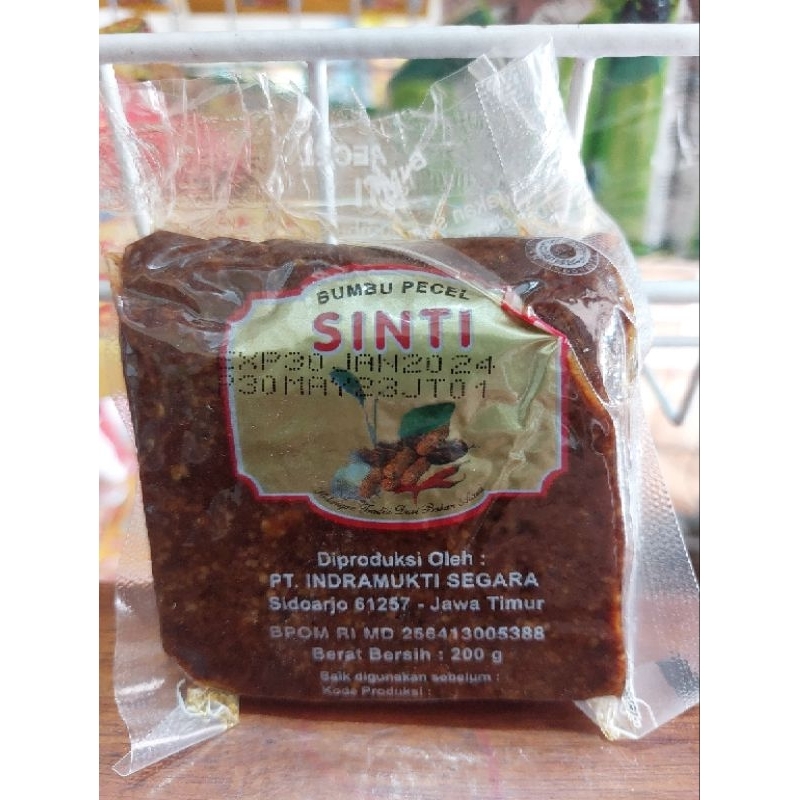 BUMBU PECEL
SINTI
EXP30 JAN2024
P30MAY23JT01
Diproduksi Oleh :
PT. INDRAMUKTI SEGARA
Sidoarjo 61257 - Jawa Timur
BPOM RI MD 256413005388
Berat Bersih : 200 g
Baik digunakan sebelum :
Kode Produksi :